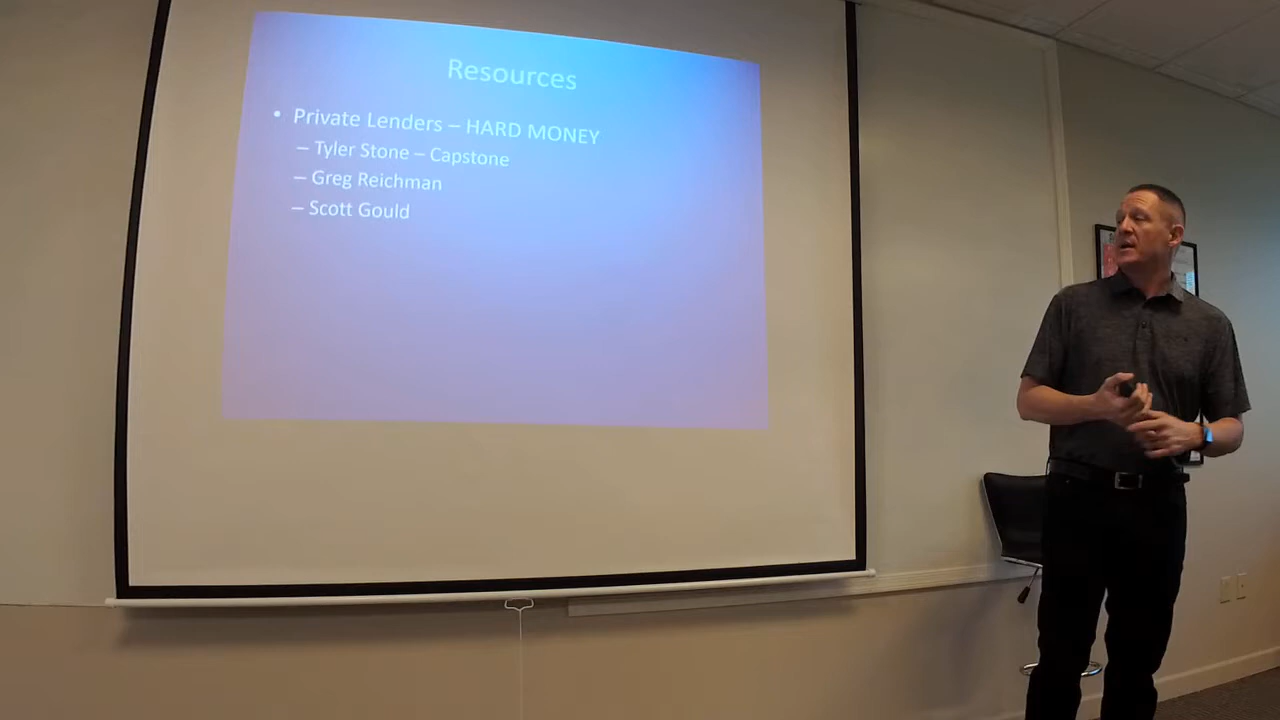 Resources
• Private Lenders – HARD MONEY
– Tyler Stone – Capstone
– Greg Reichman
– Scott Gould